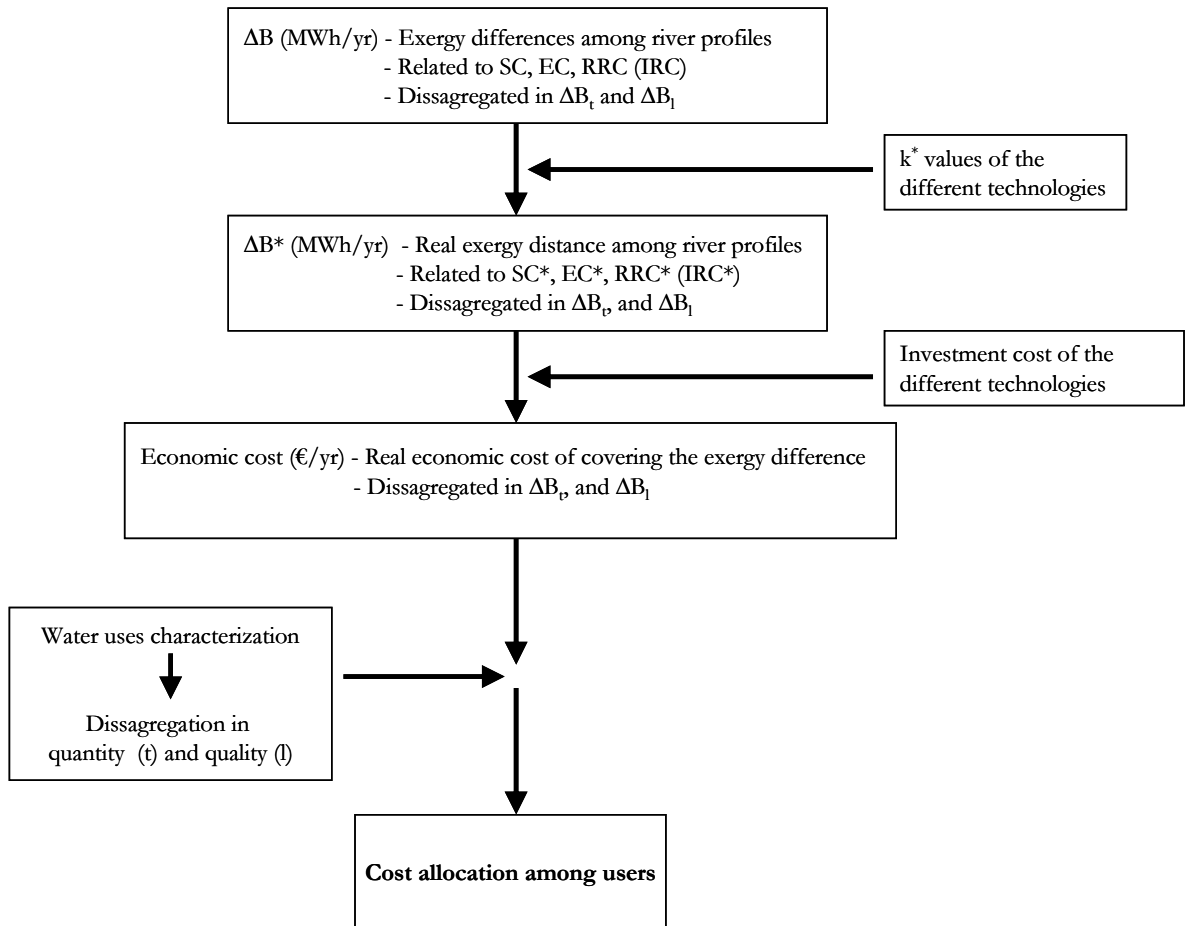 ΔB (MWh/yr) - Exergy differences among river profiles
- Related to SC, EC, RRC (IRC)
- Dissagregated in ΔBₜ and ΔBₗ
k* values of the
different technologies
ΔB* (MWh/yr) - Real exergy distance among river profiles
- Related to SC*, EC*, RRC* (IRC*)
- Dissagregated in ΔBₜ, and ΔBₗ
Investment cost of the
different technologies
Economic cost (€/yr) - Real economic cost of covering the exergy difference
- Dissagregated in ΔBₜ, and ΔBₗ
Water uses characterization
Dissagregation in
quantity (t) and quality (l)
Cost allocation among users